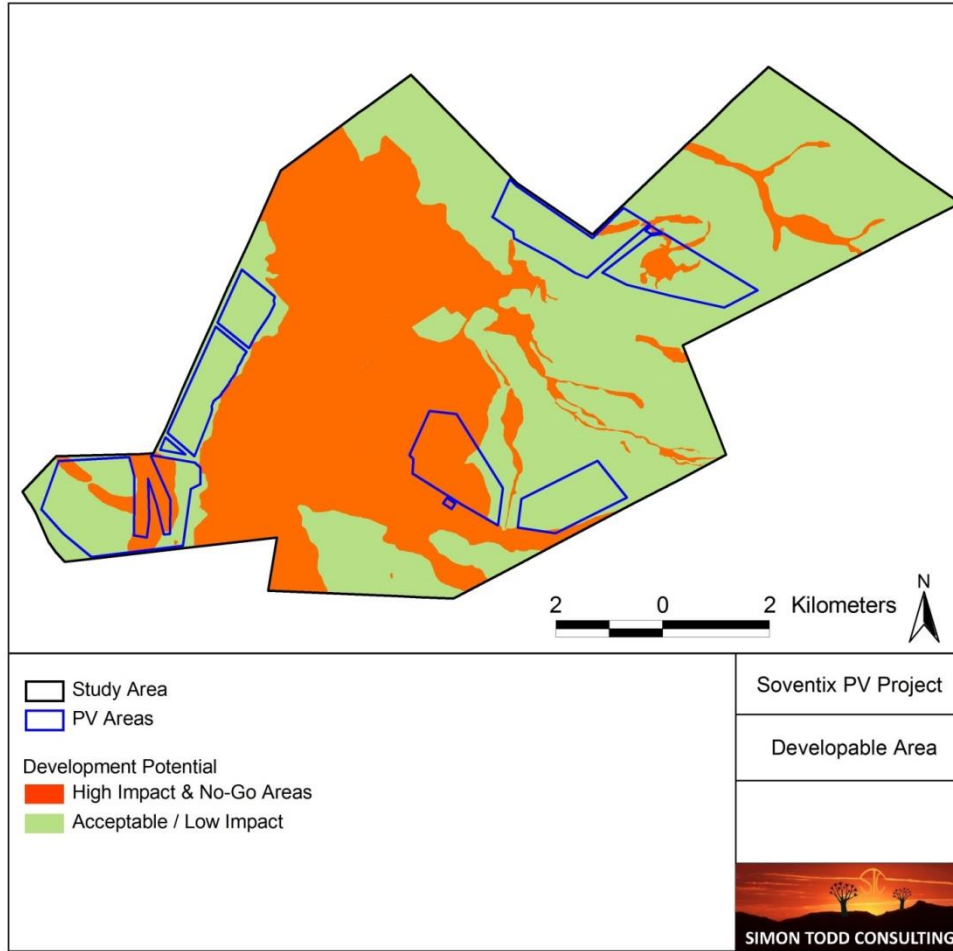 N
2 0 2 Kilometers
Study Area
PV Areas
Development Potential
High Impact & No-Go Areas
Acceptable / Low Impact
Soventix PV Project
Developable Area
STC
SIMON TODD CONSULTING